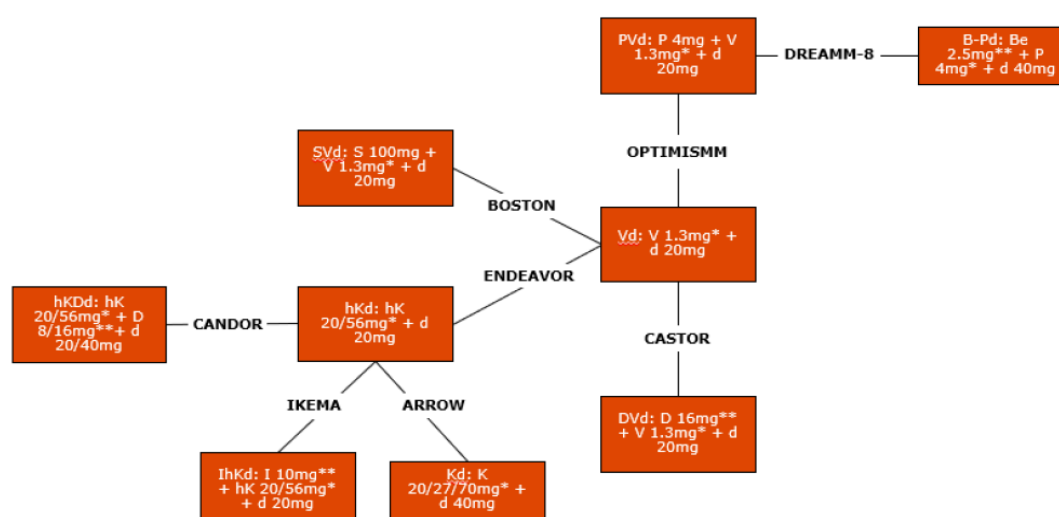 PVd: P 4mg + V
1.3mg* + d
20mg
DREAMM-8
B-Pd: Be
2.5mg** + P
4mg* + d 40mg
OPTIMISMM
SVd: S 100mg +
V 1.3mg* + d
20mg
BOSTON
Vd: V 1.3mg* +
d 20mg
ENDEAVOR
hKDd: hK
20/56mg* + D
8/16mg**+ d
20/40mg
CANDOR
hKd: hK
20/56mg* + d
20mg
CASTOR
IKEMA
ARROW
DVd: D 16mg**
+ V 1.3mg* + d
20mg
IhKd: I 10mg**
+ hK 20/56mg*
+ d 20mg
Kd: K
20/27/70mg* +
d 40mg